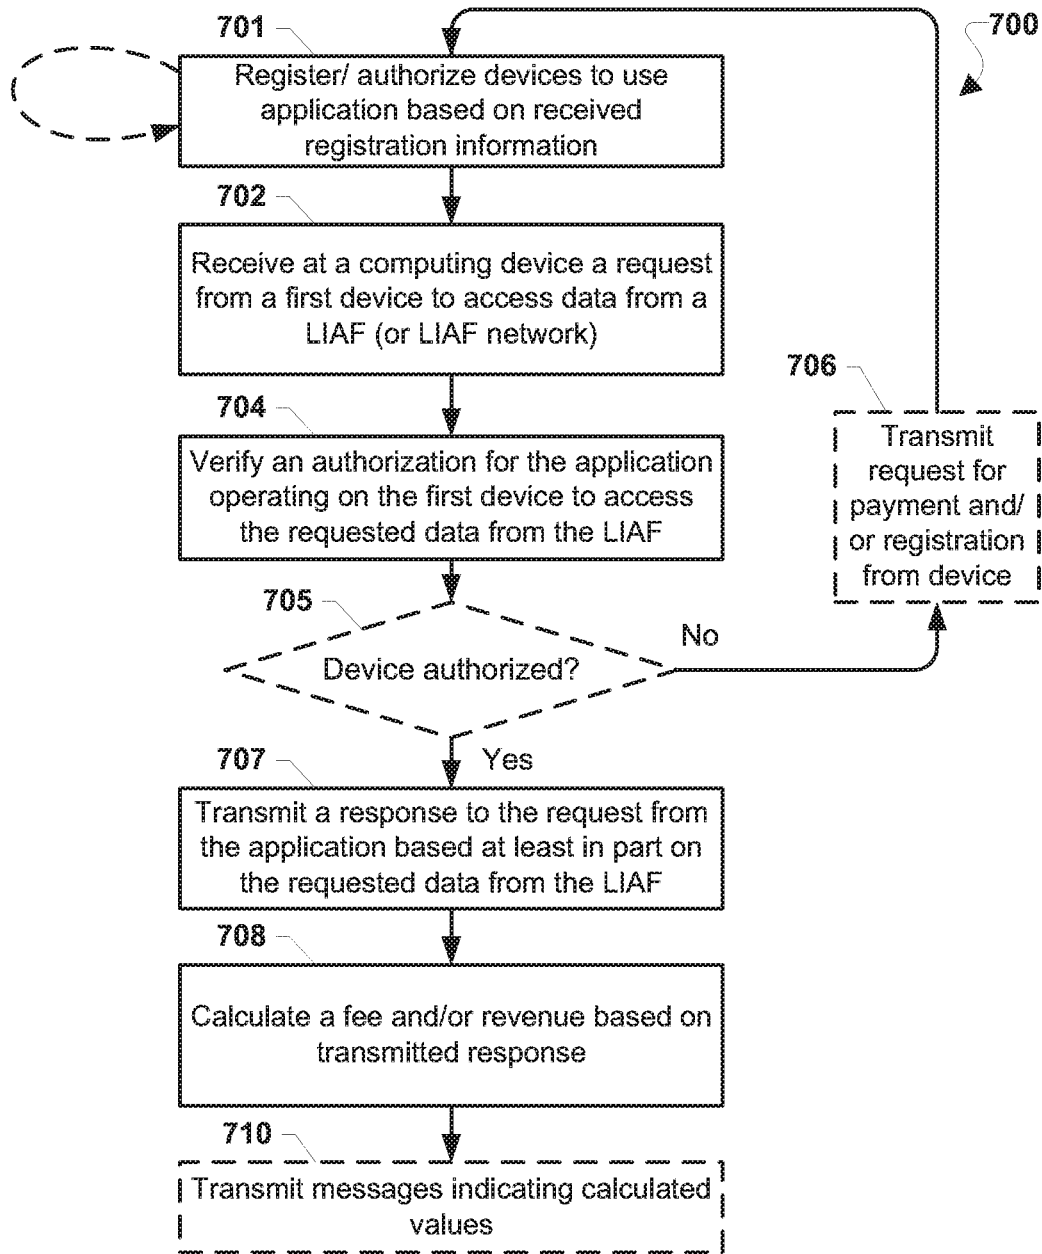 701
700
Register/ authorize devices to use
application based on received
registration information
702
Receive at a computing device a request
from a first device to access data from a
LIAF (or LIAF network)
704
Verify an authorization for the application
operating on the first device to access
the requested data from the LIAF
706
Transmit
request for
payment and/
or registration
from device
705
Device authorized?
No
Yes
707
Transmit a response to the request from
the application based at least in part on
the requested data from the LIAF
708
Calculate a fee and/or revenue based on
transmitted response
710
Transmit messages indicating calculated
values